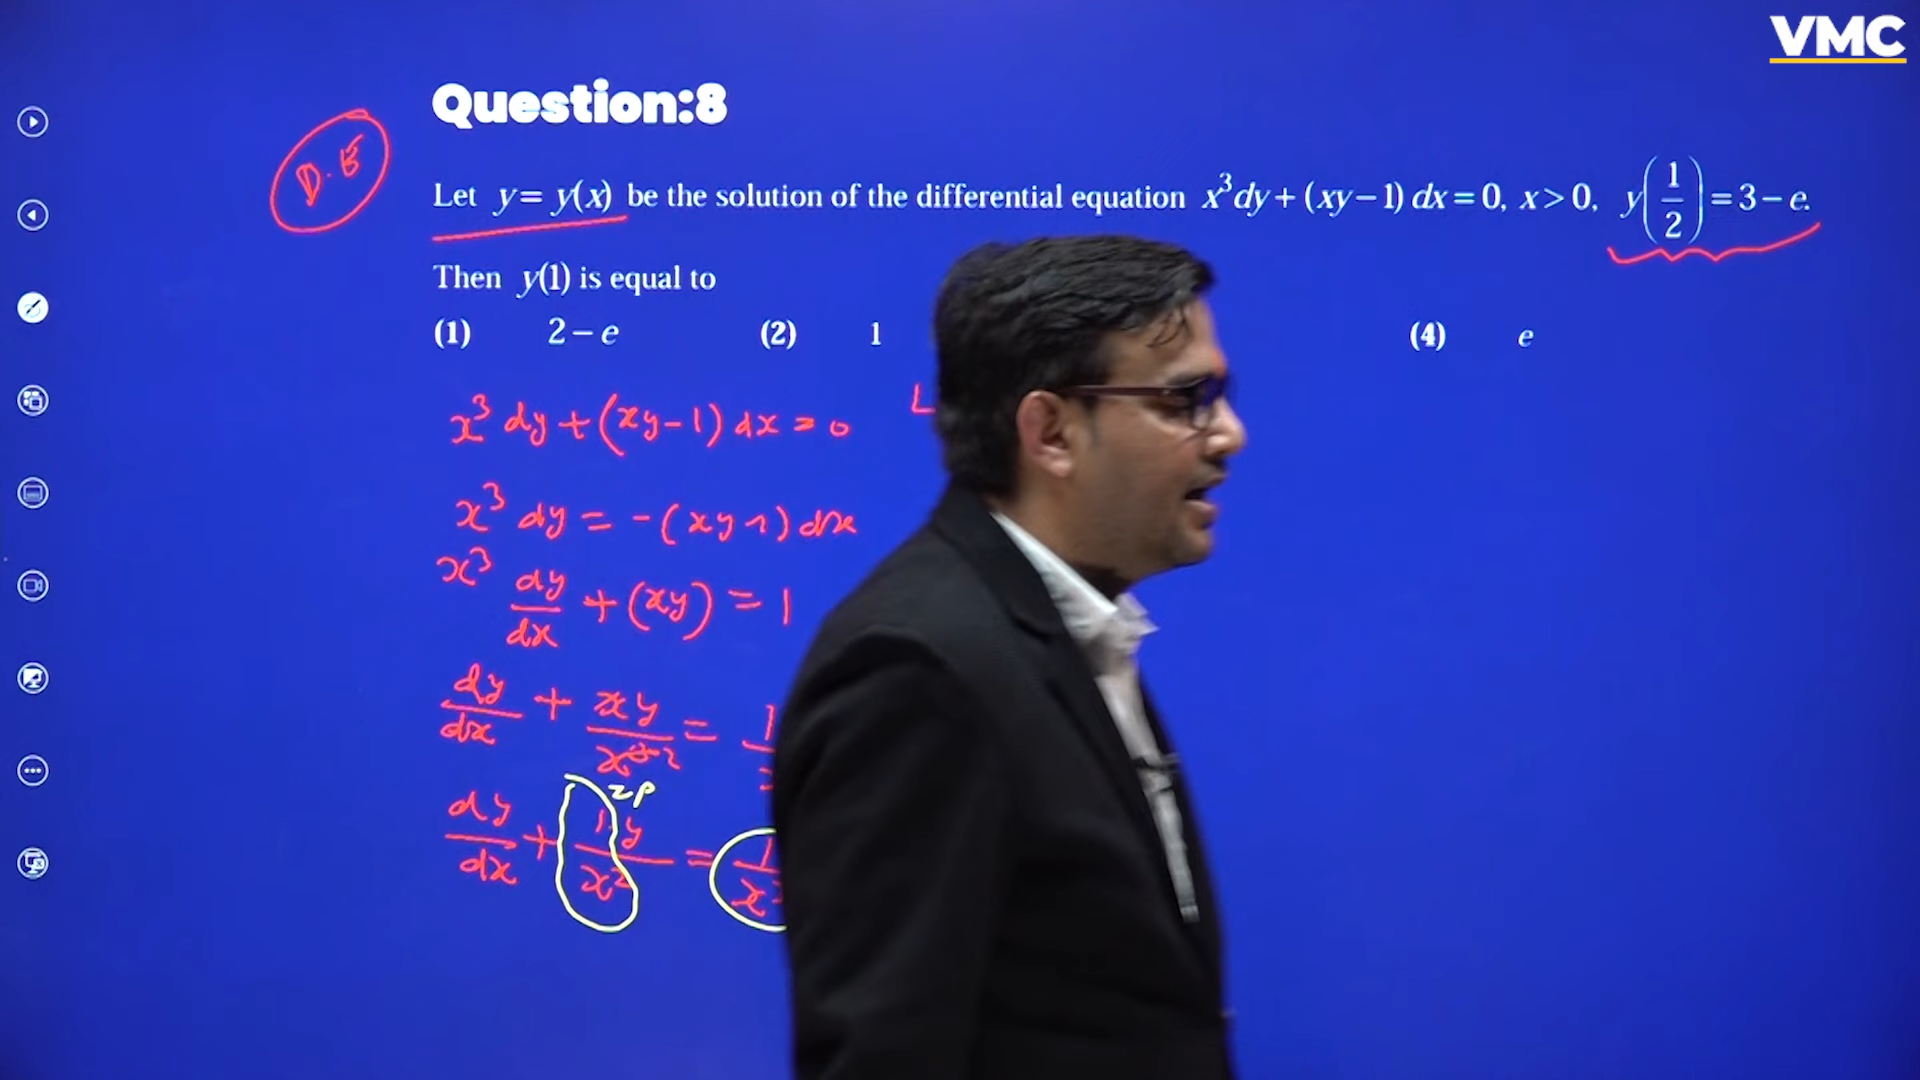 VMC
Question:8
D.E
Let y = y(x) be the solution of the differential equation x³dy + (xy − 1) dx = 0, x > 0, y(1/2) = 3 − e.
Then y(1) is equal to
(1) 2 − e (2) 1 (4) e
x³ dy + (xy − 1) dx = 0
x³ dy = −(xy 1) dx
x³ dy/dx + (xy) = 1
dy/dx + xy/x = 1
dy/dx + 1.y/x² = 1/x